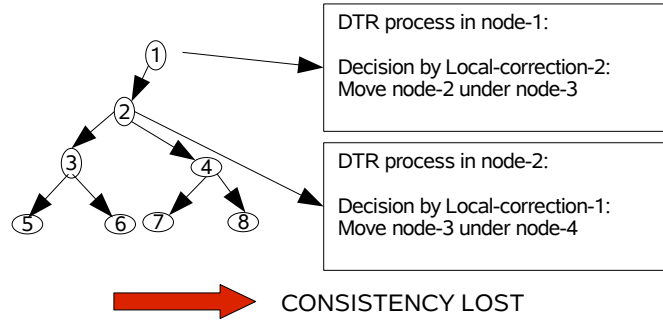 1
DTR process in node-1:
Decision by Local-correction-2:
Move node-2 under node-3
2
3
4
DTR process in node-2:
Decision by Local-correction-1:
Move node-3 under node-4
5
6
7
8
CONSISTENCY LOST